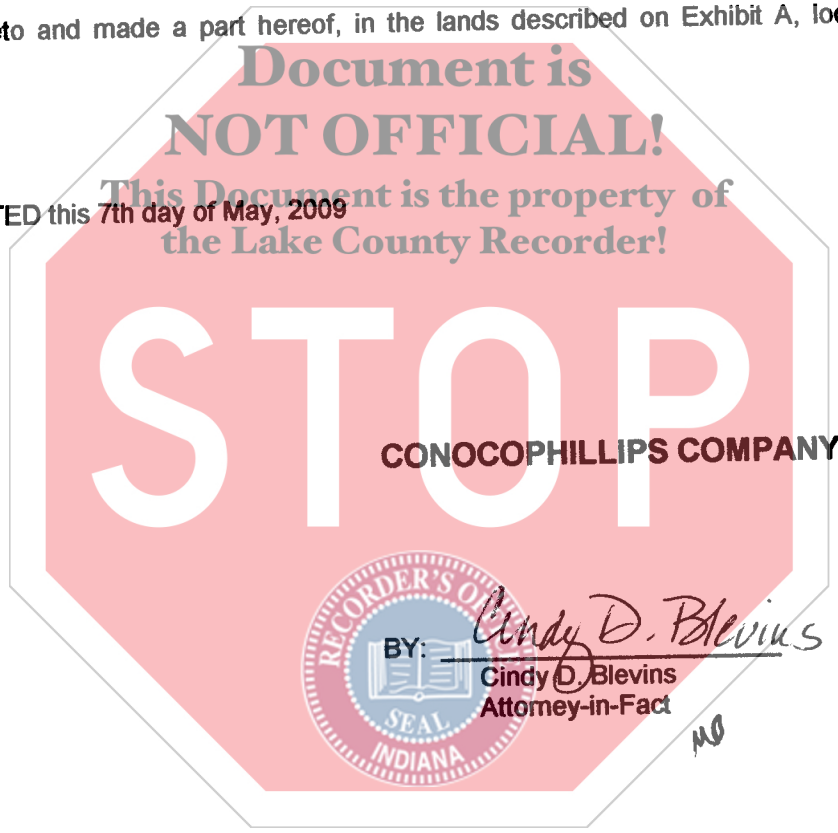 to and made a part hereof, in the lands described on Exhibit A,
Document is
NOT OFFICIAL!
This Document is the property of
the Lake County Recorder!
TED this 7th day of May, 2009
STOP
CONOCOPHILLIPS COMPANY
RECORDER'S
SEAL
INDIANA
BY: Cindy D. Blevins
Cindy D. Blevins
Attorney-in-Fact